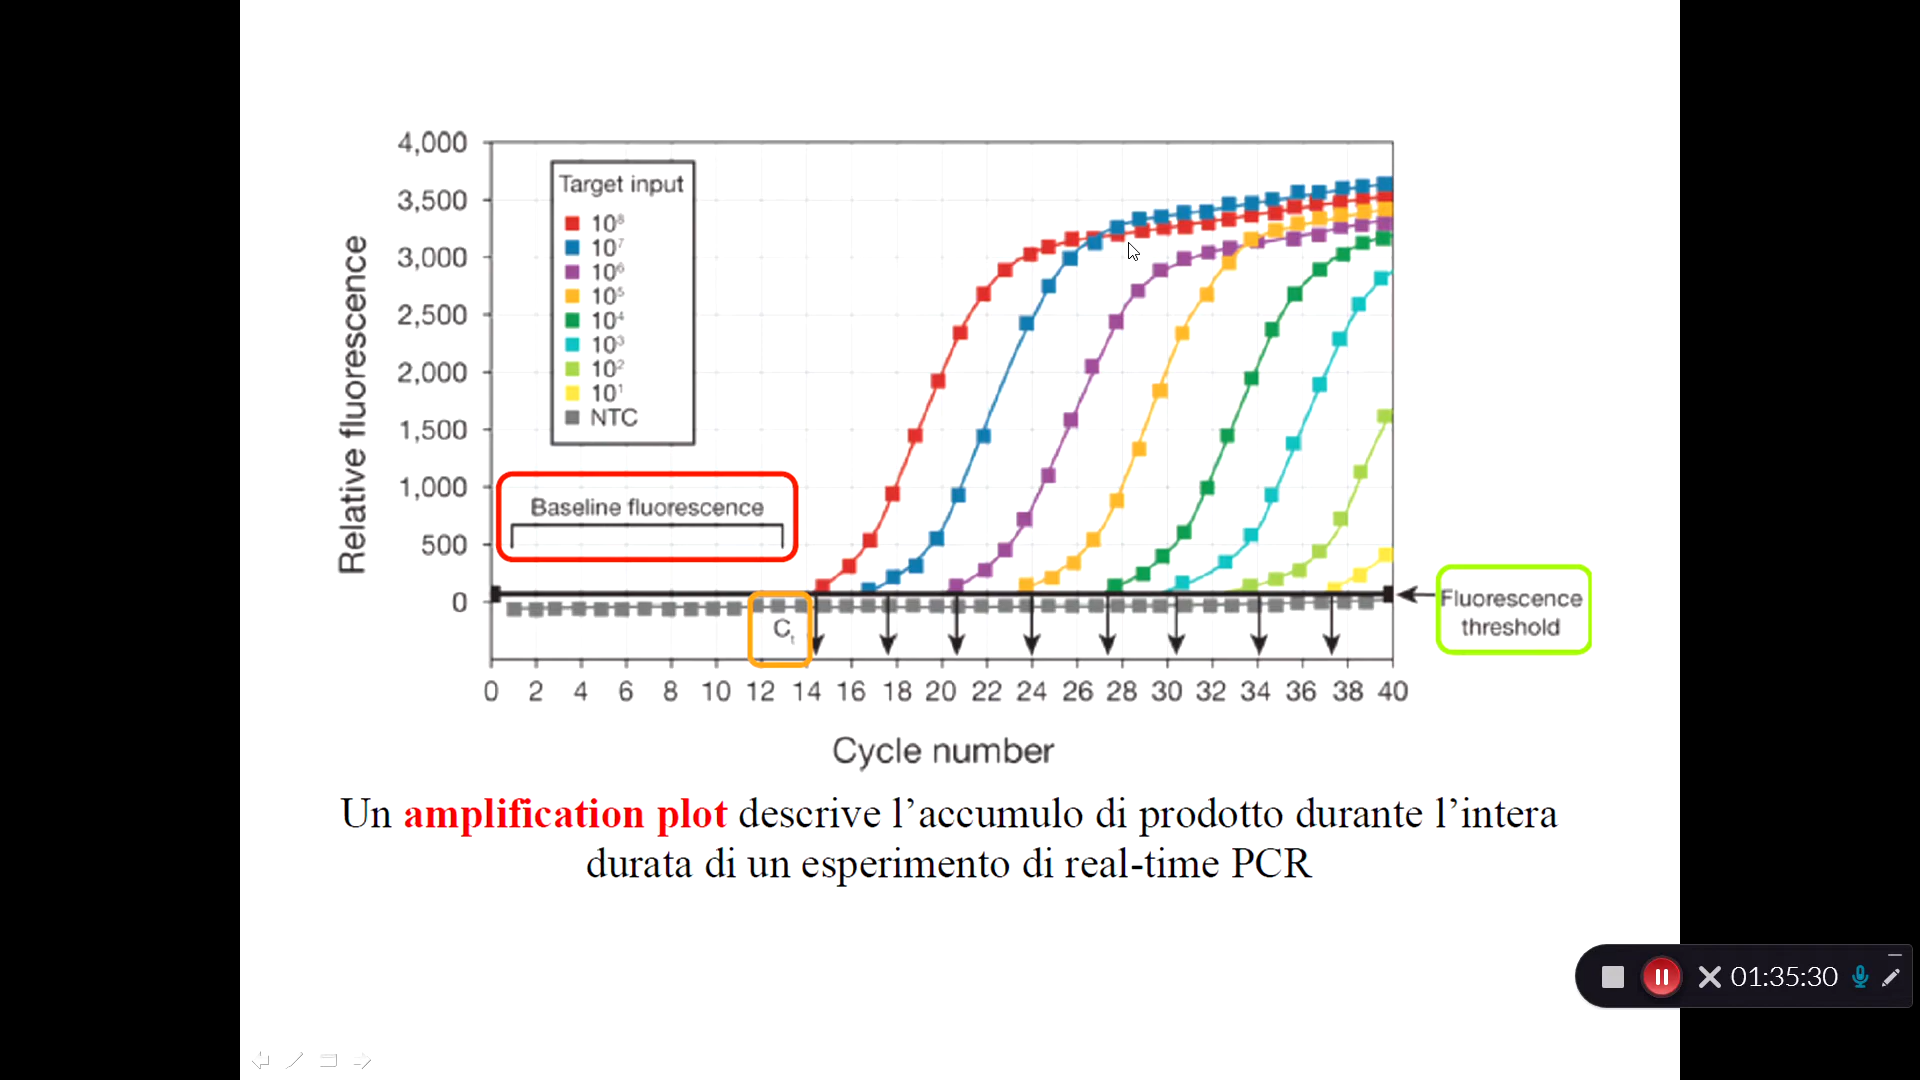 4,000
3,500
3,000
2,500
2,000
1,500
1,000
500
0
Relative fluorescence
Target input
10⁸
10⁷
10⁶
10⁵
10⁴
10³
10²
10¹
NTC
Baseline fluorescence
Cₜ
Fluorescence
threshold
0 2 4 6 8 10 12 14 16 18 20 22 24 26 28 30 32 34 36 38 40
Cycle number
Un amplification plot descrive l’accumulo di prodotto durante l’intera
durata di un esperimento di real-time PCR
01:35:30